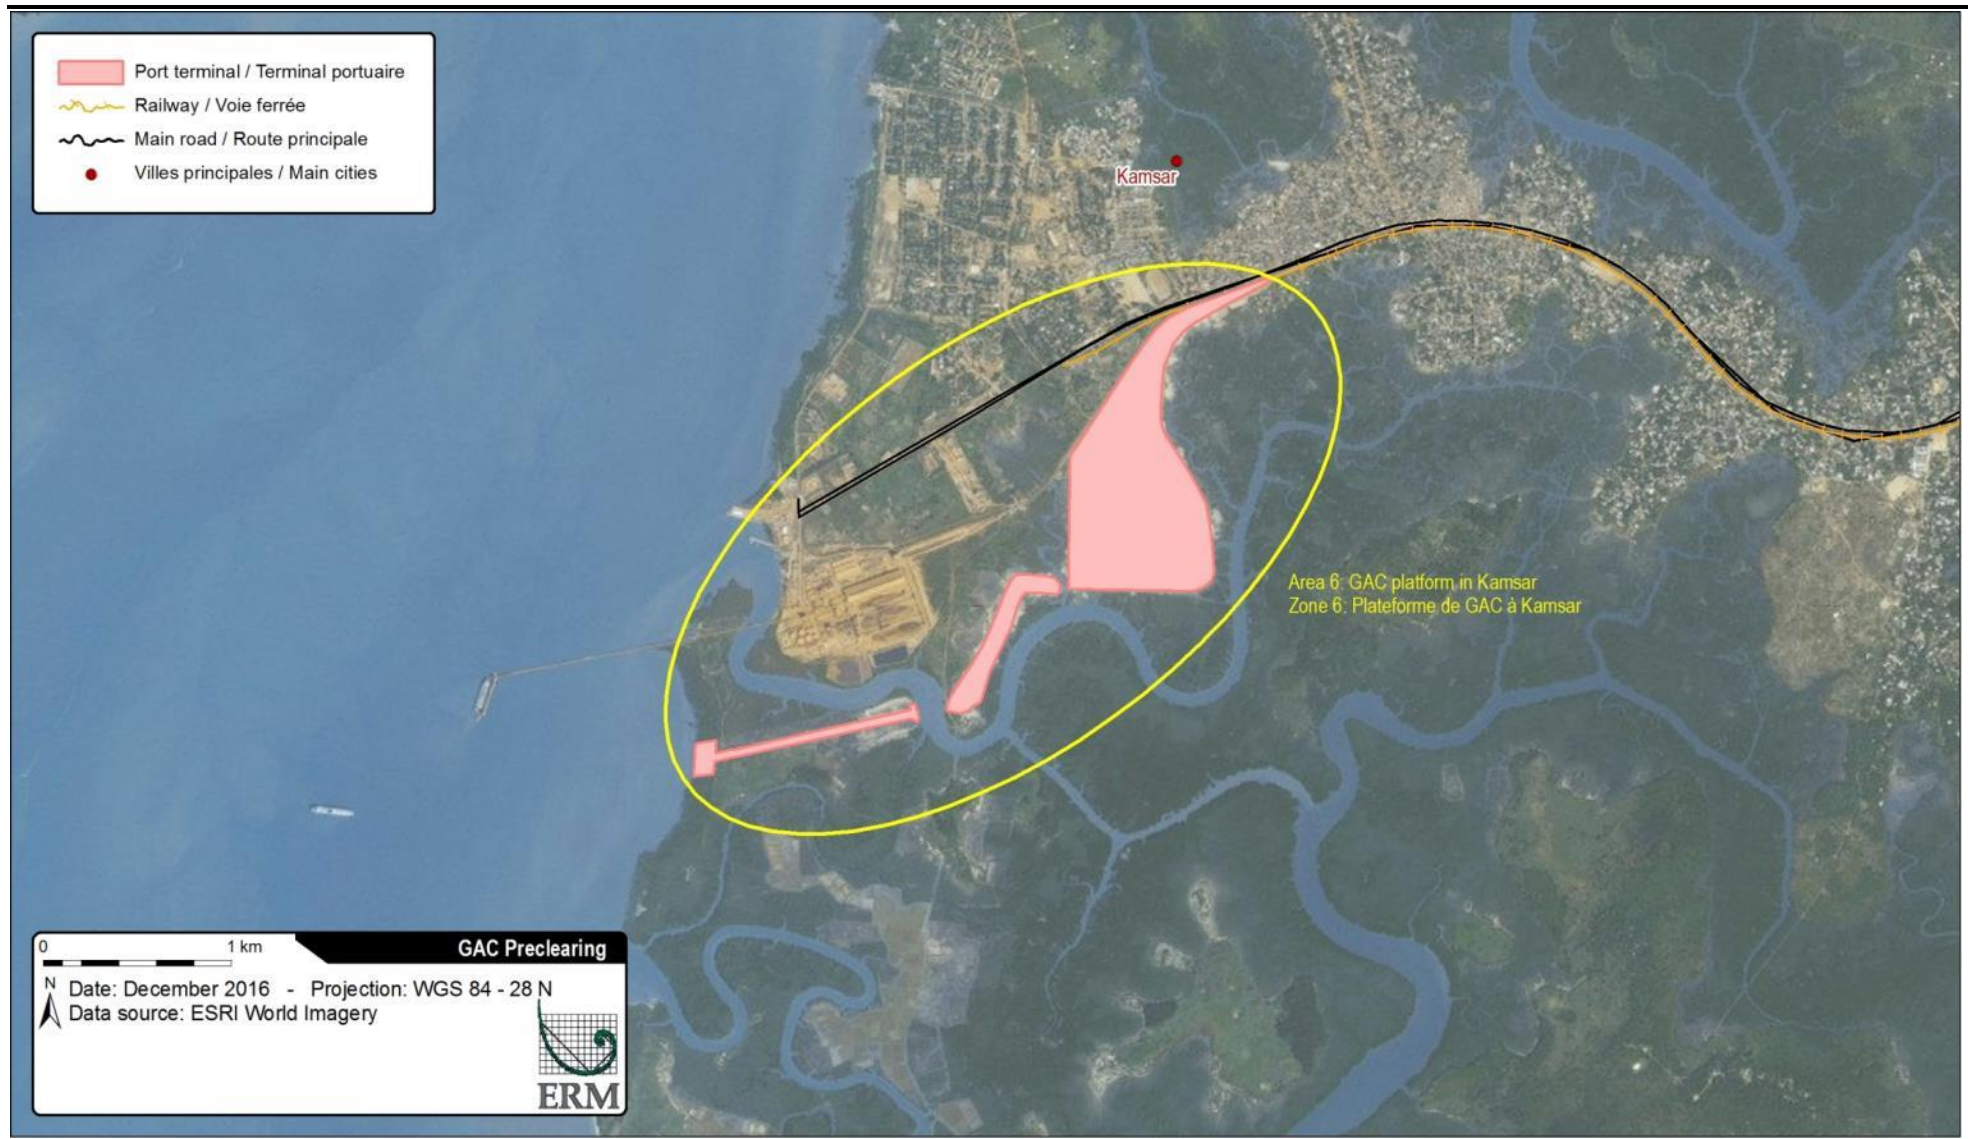 Port terminal / Terminal portuaire
Railway / Voie ferrée
Main road / Route principale
Villes principales / Main cities
Kamsar
Area 6: GAC platform in Kamsar
Zone 6: Plateforme de GAC à Kamsar
0 1 km
GAC Preclearing
N
Date: December 2016 - Projection: WGS 84 - 28 N
Data source: ESRI World Imagery
ERM